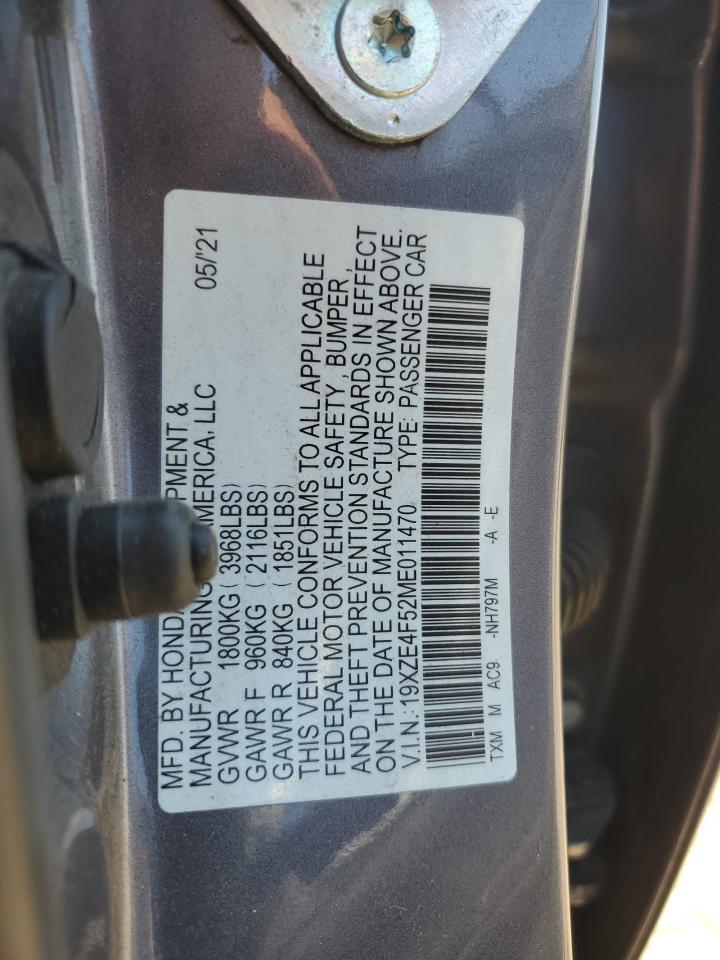 MFD. BY HONDA PMENT &
MANUFACTURING AMERICA, LLC 05/'21
GVWR 1800KG ( 3968LBS)
GAWR F 960KG ( 2116LBS)
GAWR R 840KG ( 1851LBS)
THIS VEHICLE CONFORMS TO ALL APPLICABLE
FEDERAL MOTOR VEHICLE SAFETY , BUMPER ,
AND THEFT PREVENTION STANDARDS IN EFFECT
ON THE DATE OF MANUFACTURE SHOWN ABOVE.
V.I.N.: 19XZE4F52ME011470 TYPE: PASSENGER CAR
TXM M AC9. -NH797M -A -E